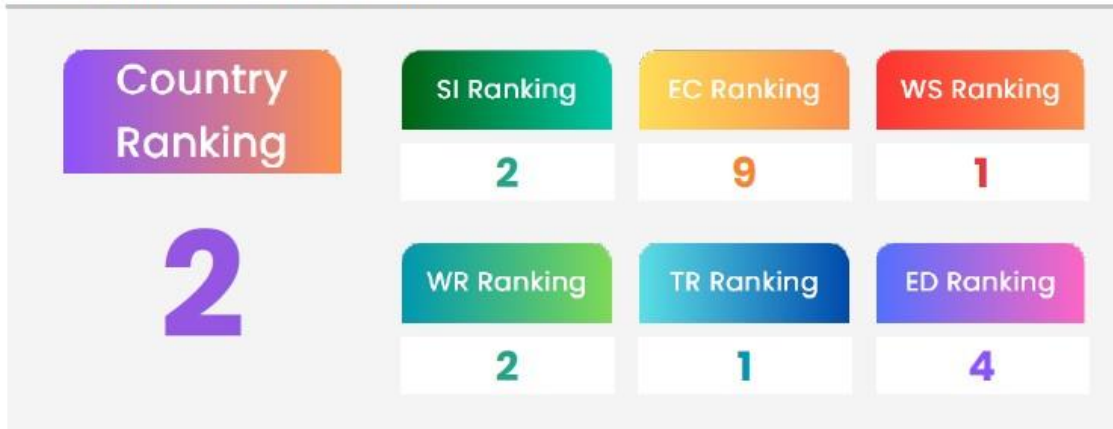 Country
Ranking
2
SI Ranking
EC Ranking
WS Ranking
2
9
1
WR Ranking
TR Ranking
ED Ranking
2
1
4